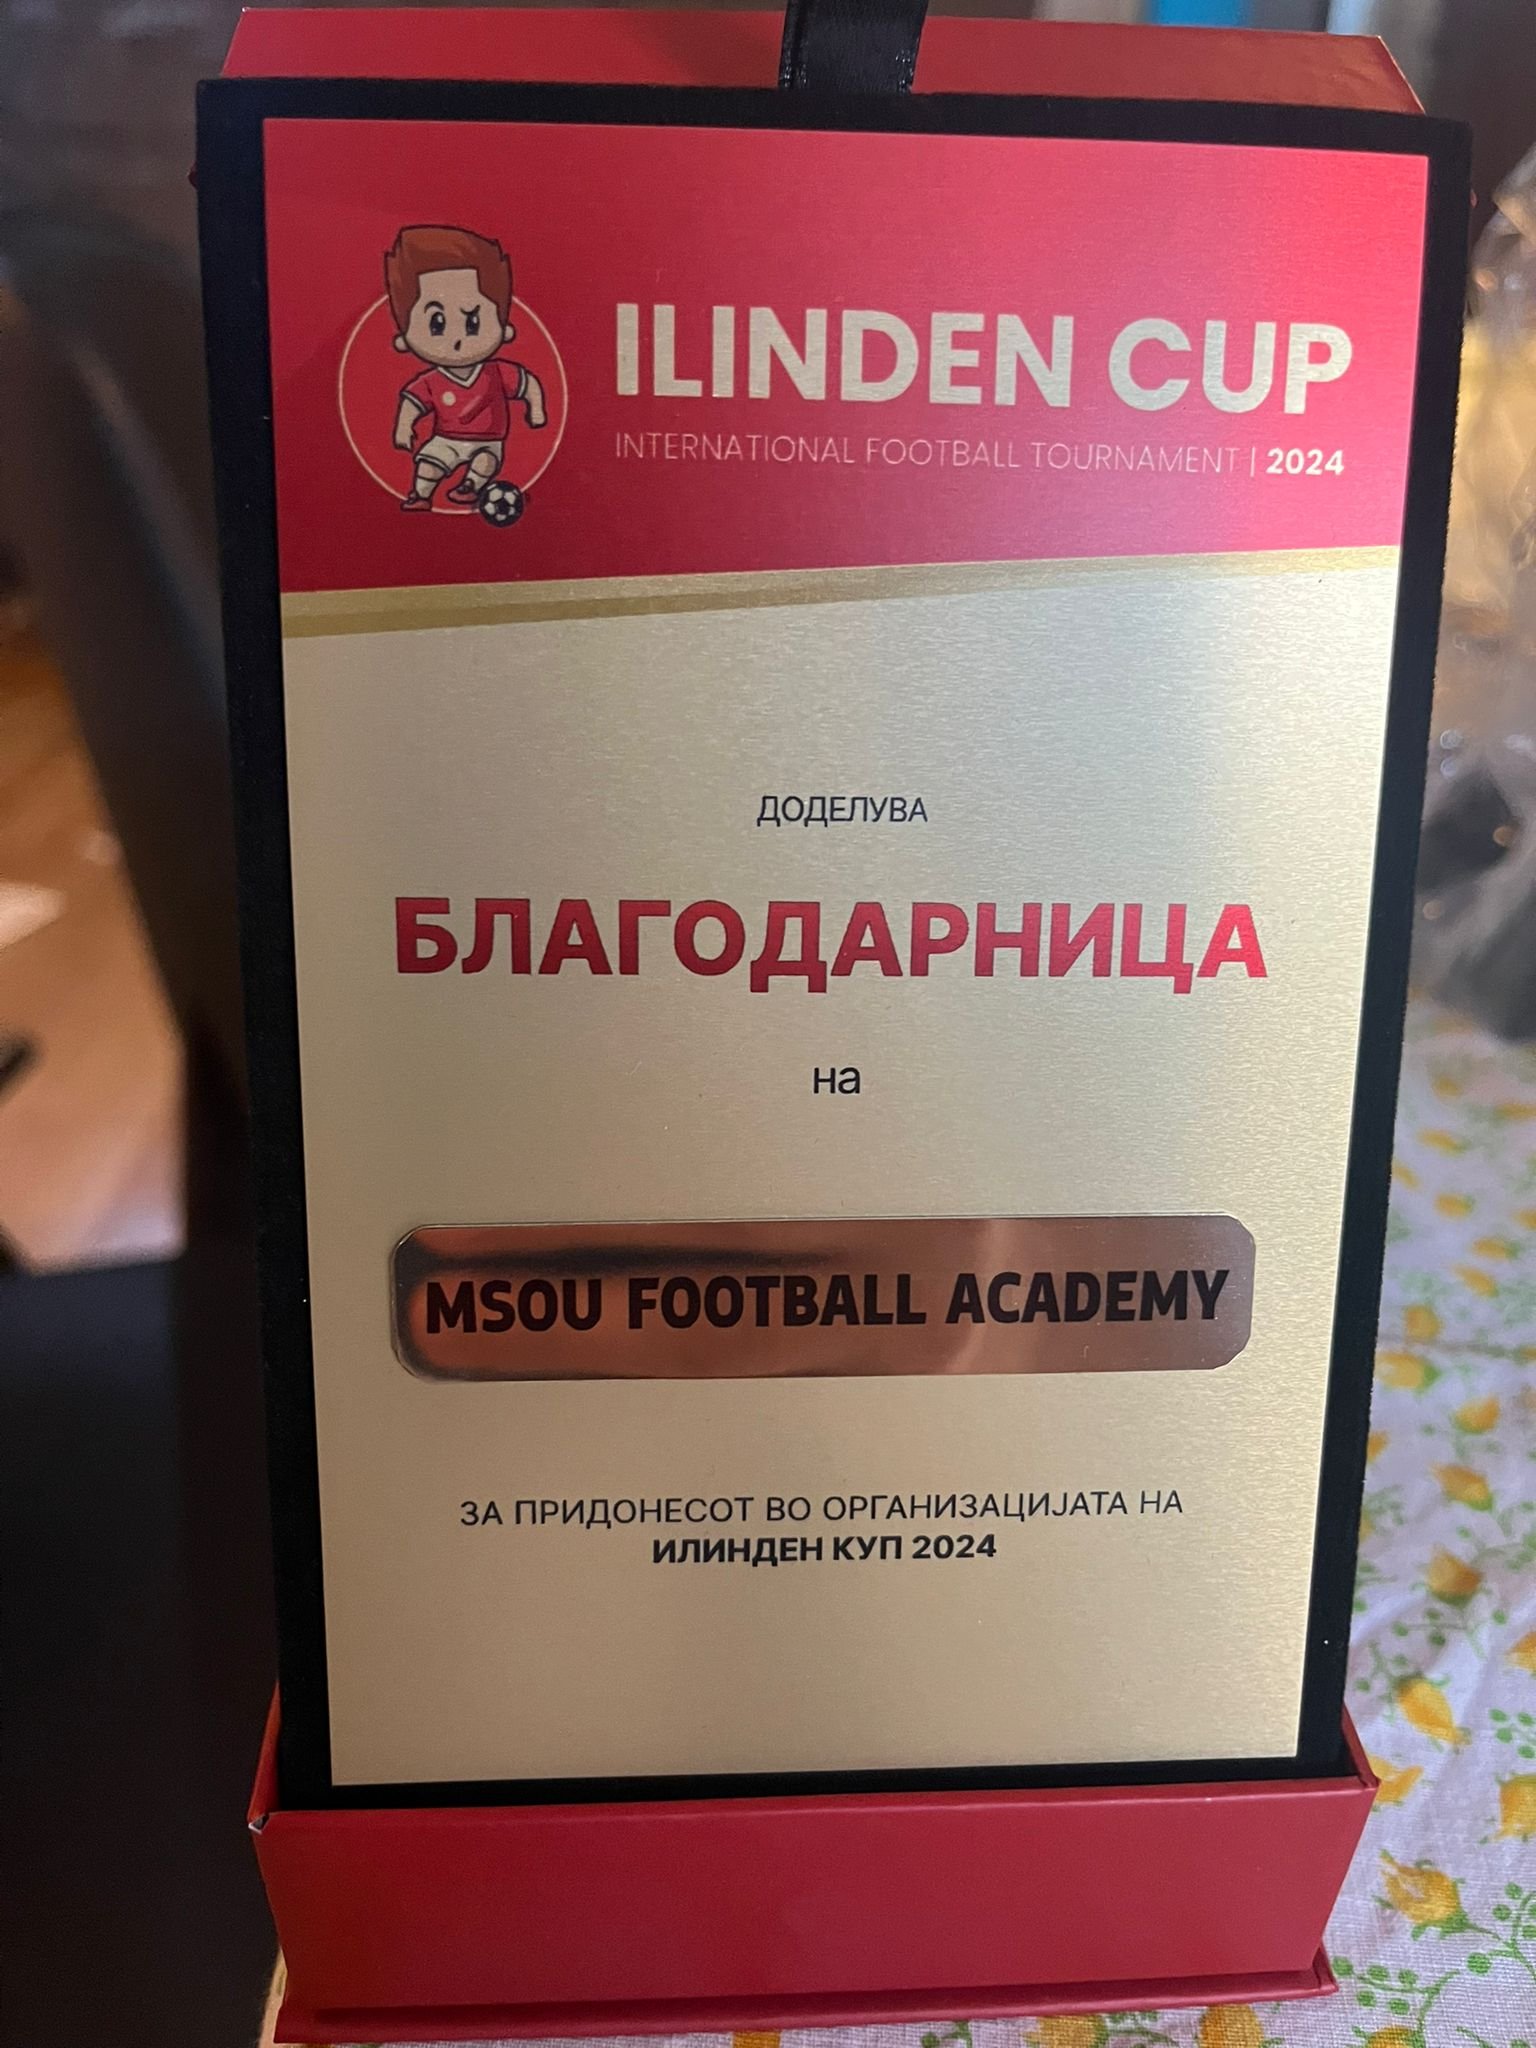 ILINDEN CUP
INTERNATIONAL FOOTBALL TOURNAMENT | 2024
ДОДЕЛУВА
БЛАГОДАРНИЦА
на
MSOU FOOTBALL ACADEMY
ЗА ПРИДОНЕСОТ ВО ОРГАНИЗАЦИЈАТА НА
ИЛИНДЕН КУП 2024